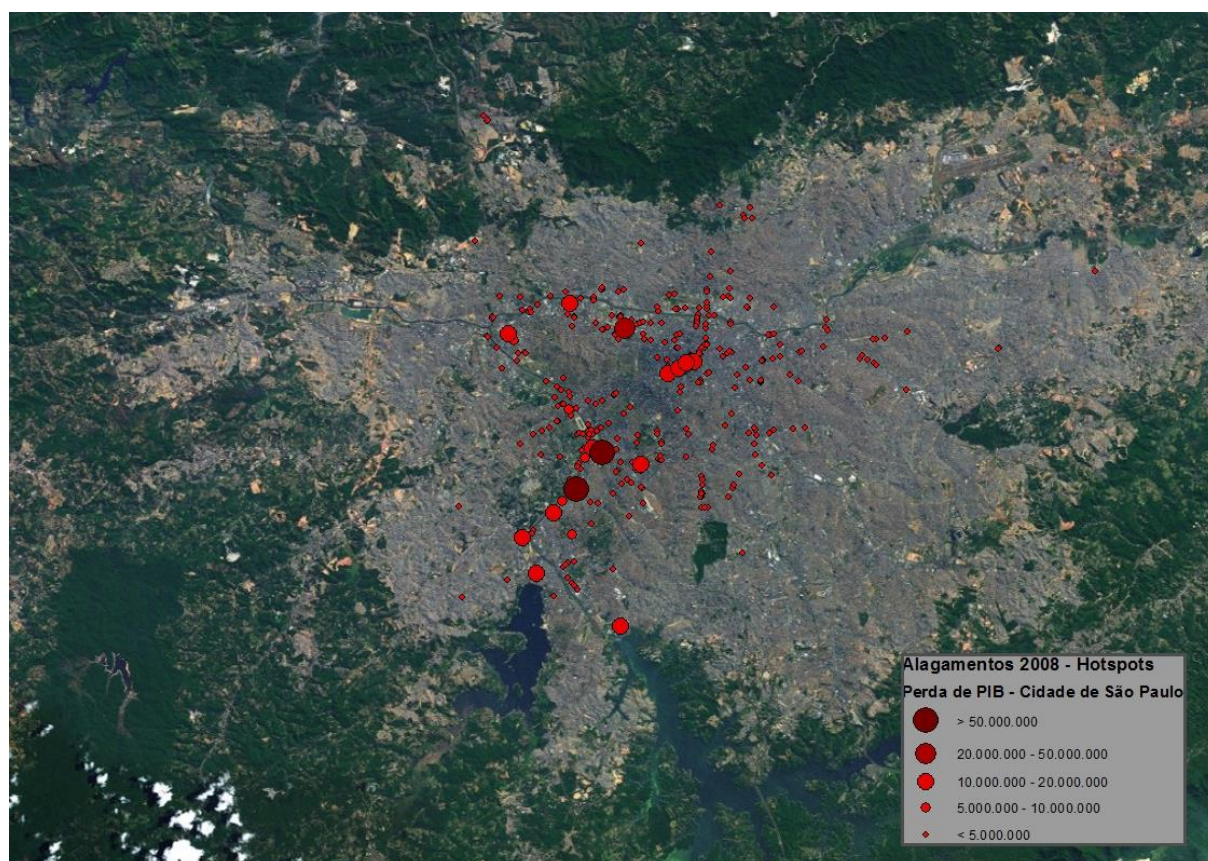 Alagamentos 2008 - Hotspots
Perda de PIB - Cidade de São Paulo
> 50.000.000
20.000.000 - 50.000.000
10.000.000 - 20.000.000
5.000.000 - 10.000.000
< 5.000.000